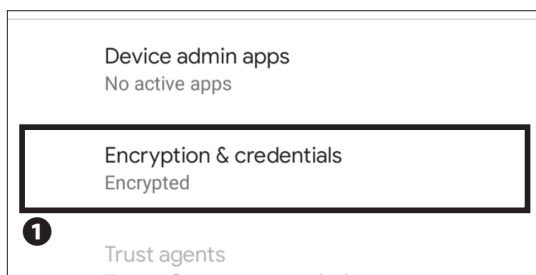 Device admin apps
No active apps
Encryption & credentials
Encrypted
1
Trust agents